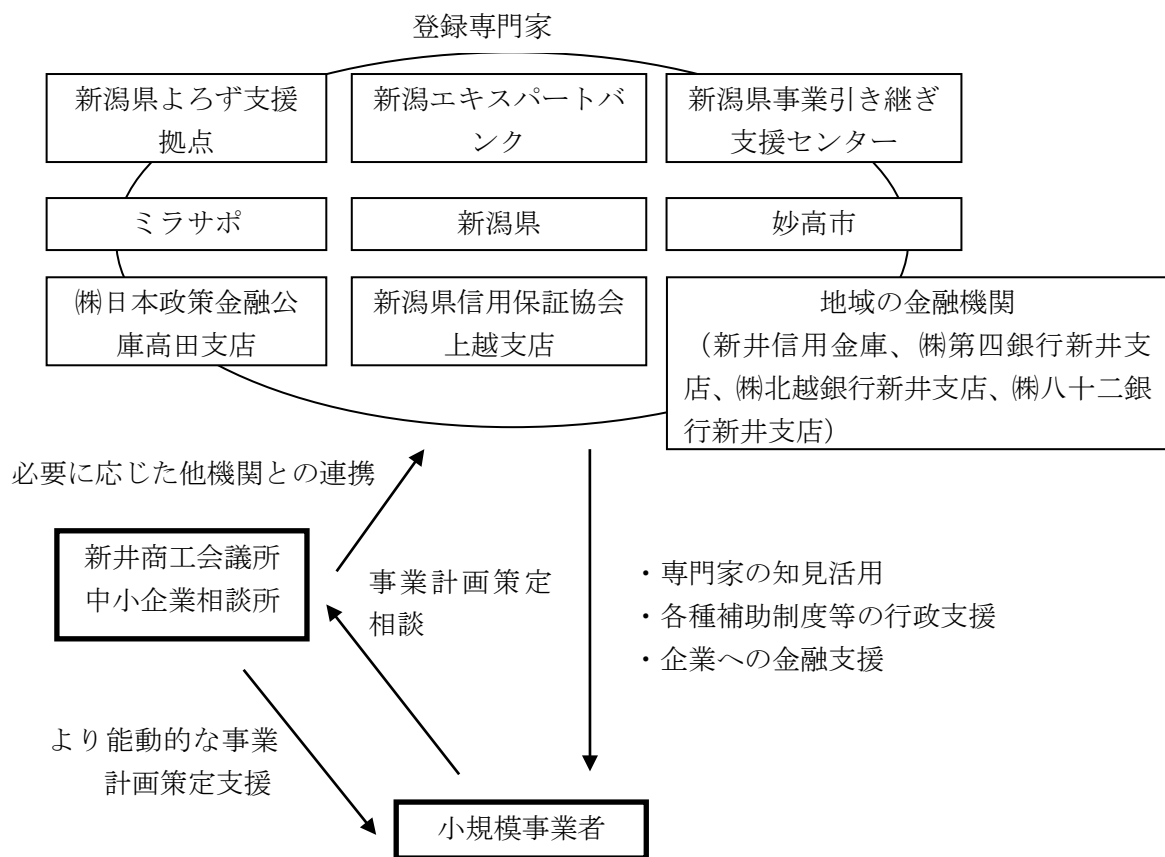 登録専門家
新潟県よろず支援
拠点
新潟エキスパートバ
ンク
新潟県事業引き継ぎ
支援センター
ミラサポ
新潟県
妙高市
㈱日本政策金融公
庫高田支店
新潟県信用保証協会
上越支店
地域の金融機関
（新井信用金庫、㈱第四銀行新井支
店、㈱北越銀行新井支店、㈱八十二銀
行新井支店）
必要に応じた他機関との連携
新井商工会議所
中小企業相談所
事業計画策定
相談
・専門家の知見活用
・各種補助制度等の行政支援
・企業への金融支援
より能動的な事業
計画策定支援
小規模事業者